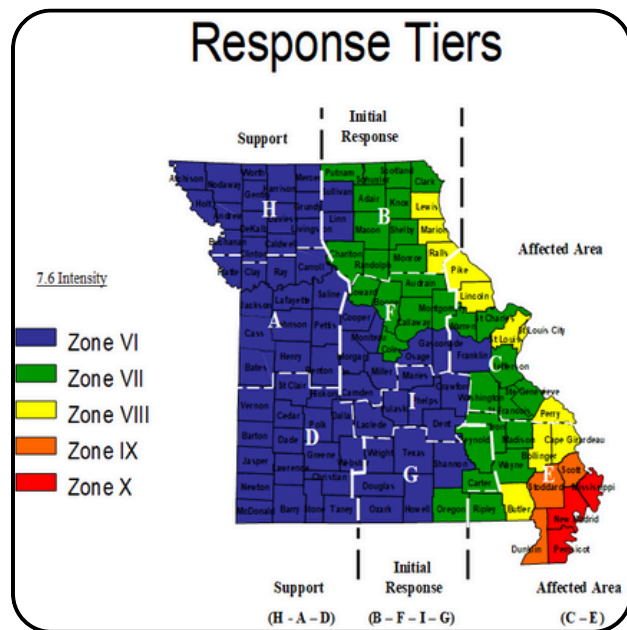 Response Tiers
Initial
Response
Support
Affected Area
7.6 Intensity
Zone VI
Zone VII
Zone VIII
Zone IX
Zone X
Atchison Nodaway Worth Harrison Mercer Putnam Schuyler Scotland Clark
Holt Gentry Sullivan Adair Knox Lewis
Andrew Grundy
H B
DeKalb Daviess Livingston Linn Macon Shelby Marion
Buchanan Clinton Caldwell Ralls
Chariton Randolph Monroe Pike
Platte Clay Ray Carroll
Audrain Lincoln
Howard Boone Montgom
Jackson Lafayette Saline
A F
Cooper Callaway Warren St Charles
Cass Johnson Pettis St Louis St Louis City
Moniteau Cole Osage Gasconade Franklin
C
Jefferson
Bates Henry Benton Morgan Miller Maries
St Clair Hickory Camden Crawford Washington Ste Genevieve
I
Vernon Cedar Polk Dallas Laclede Pulaski Phelps St Francois Perry
Dent Iron
Barton Dade D Reynold Madison Cape Girardeau
Bollinger
Greene Webst Wright Texas Shannon Wayne E Scott
Jasper Lawrence G Stoddard Mississippi
Christian Douglas Carter
Newton
McDonald Barry Stone Taney Ozark Howell Oregon Ripley Butler New Madrid
Dunklin Pemiscot
Support
Initial
Response
Affected Area
(H - A – D)
(B – F – I – G)
(C – E)